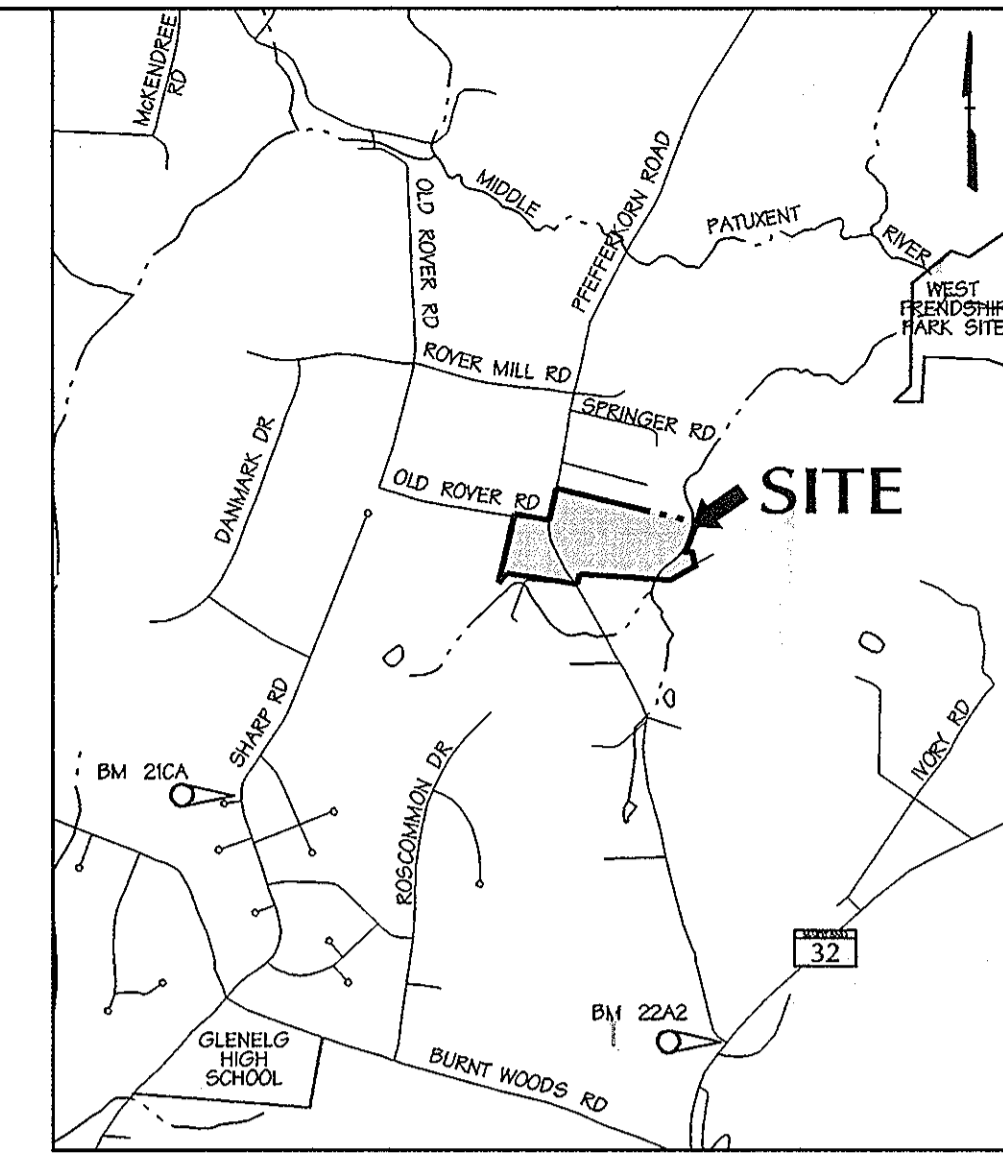 McKENDREE
RD
OLD ROVER RD
MIDDLE
PFEFFERKORN ROAD
PATUXENT
RIVER
WEST
FRENDSHIP
PARK SITE
ROVER MILL RD
SPRINGER RD
DANMARK DR
OLD ROVER RD
SITE
SHARP RD
BM 21CA
ROSCOMMON DR
IVORY RD
32
BM 22A2
GLENELG
HIGH
SCHOOL
BURNT WOODS RD